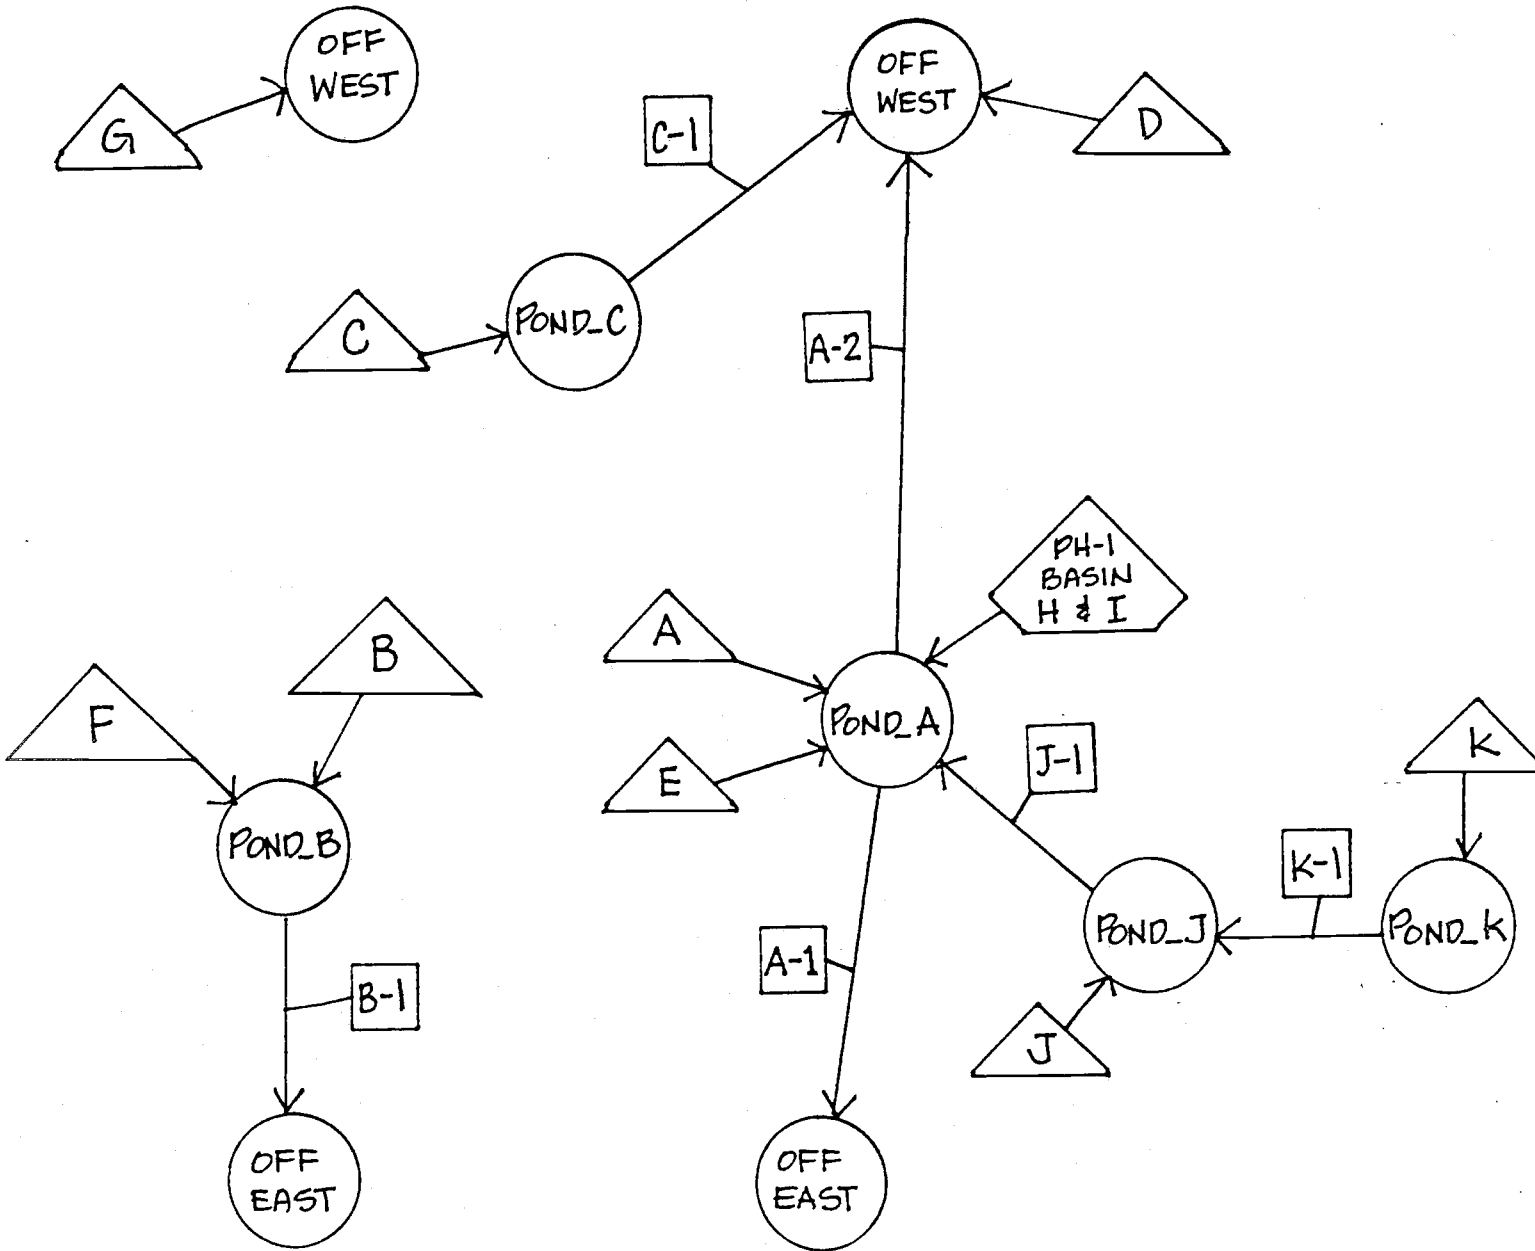 OFF
WEST
OFF
WEST
G
C-1
D
C
POND_C
A-2
PH-1
BASIN
H & I
A
B
F
POND_A
E
J-1
K
POND_B
K-1
POND_J
POND_K
A-1
B-1
J
OFF
EAST
OFF
EAST